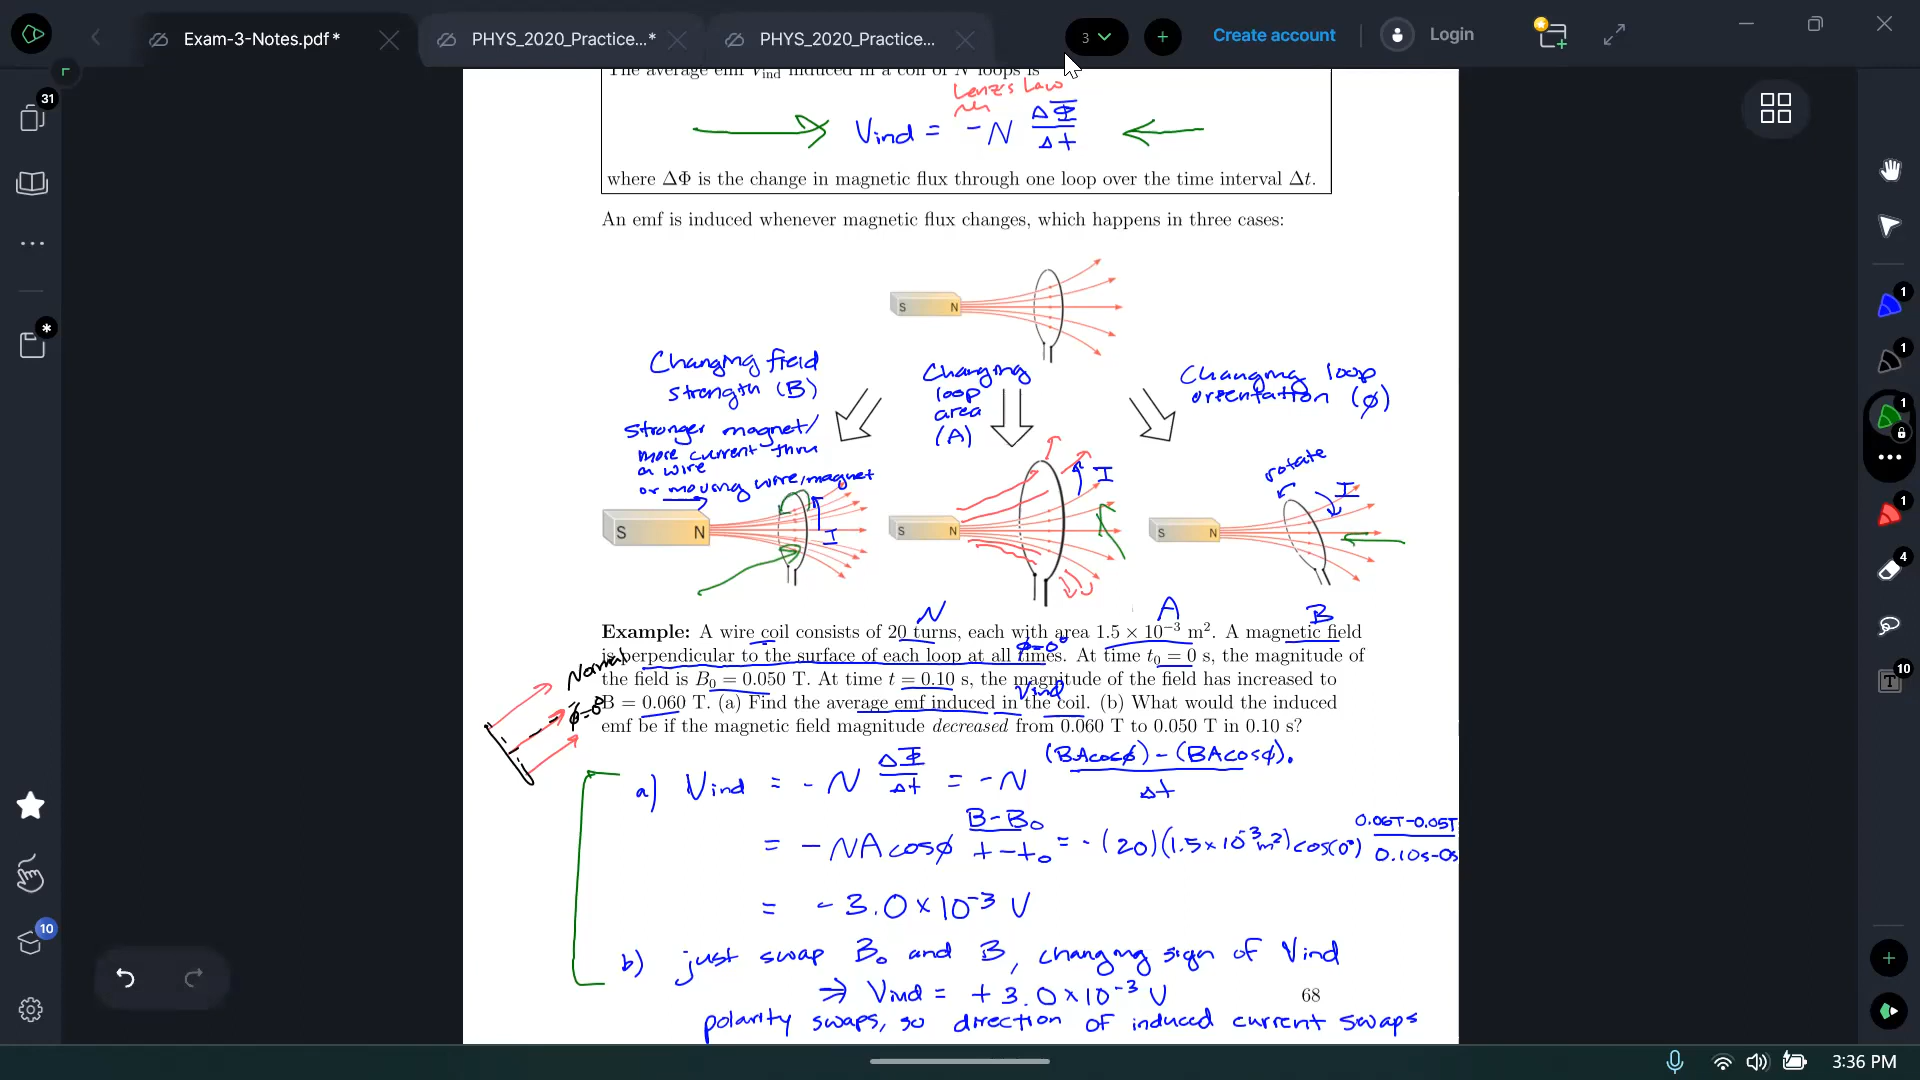 Exam-3-Notes.pdf *
PHYS_2020_Practice... *
PHYS_2020_Practice...
3
Create account
Login
31
The average emf Vind induced in a coil of N loops is
Lenz's Law
Vind = -N ΔΦ/Δt
where ΔΦ is the change in magnetic flux through one loop over the time interval Δt.
An emf is induced whenever magnetic flux changes, which happens in three cases:
S N
Changing field
strength (B)
stronger magnet/
more current thru
a wire
or moving wire/magnet
Changing
loop
area
(A)
Changing loop
orientation (φ)
rotate
S N I
S N I
S N I
N A B
Example: A wire coil consists of 20 turns, each with area 1.5 × 10⁻³ m². A magnetic field
φ=0°
is perpendicular to the surface of each loop at all times. At time t₀ = 0 s, the magnitude of
the field is B₀ = 0.050 T. At time t = 0.10 s, the magnitude of the field has increased to
Vind
B = 0.060 T. (a) Find the average emf induced in the coil. (b) What would the induced
emf be if the magnetic field magnitude decreased from 0.060 T to 0.050 T in 0.10 s?
Normal
φ=0°
a) Vind = -N ΔΦ/Δt = -N (BAcosφ) - (BAcosφ)₀/Δt
= -NAcosφ B-B₀/t-t₀ = -(20)(1.5×10⁻³m²)cos(0°) 0.06T-0.05T/0.10s-0s
= -3.0×10⁻³ V
b) just swap B₀ and B, changing sign of Vind
⇒ Vind = +3.0×10⁻³ V
68
polarity swaps, so direction of induced current swaps
1
1
1
1
4
10
10
3:36 PM